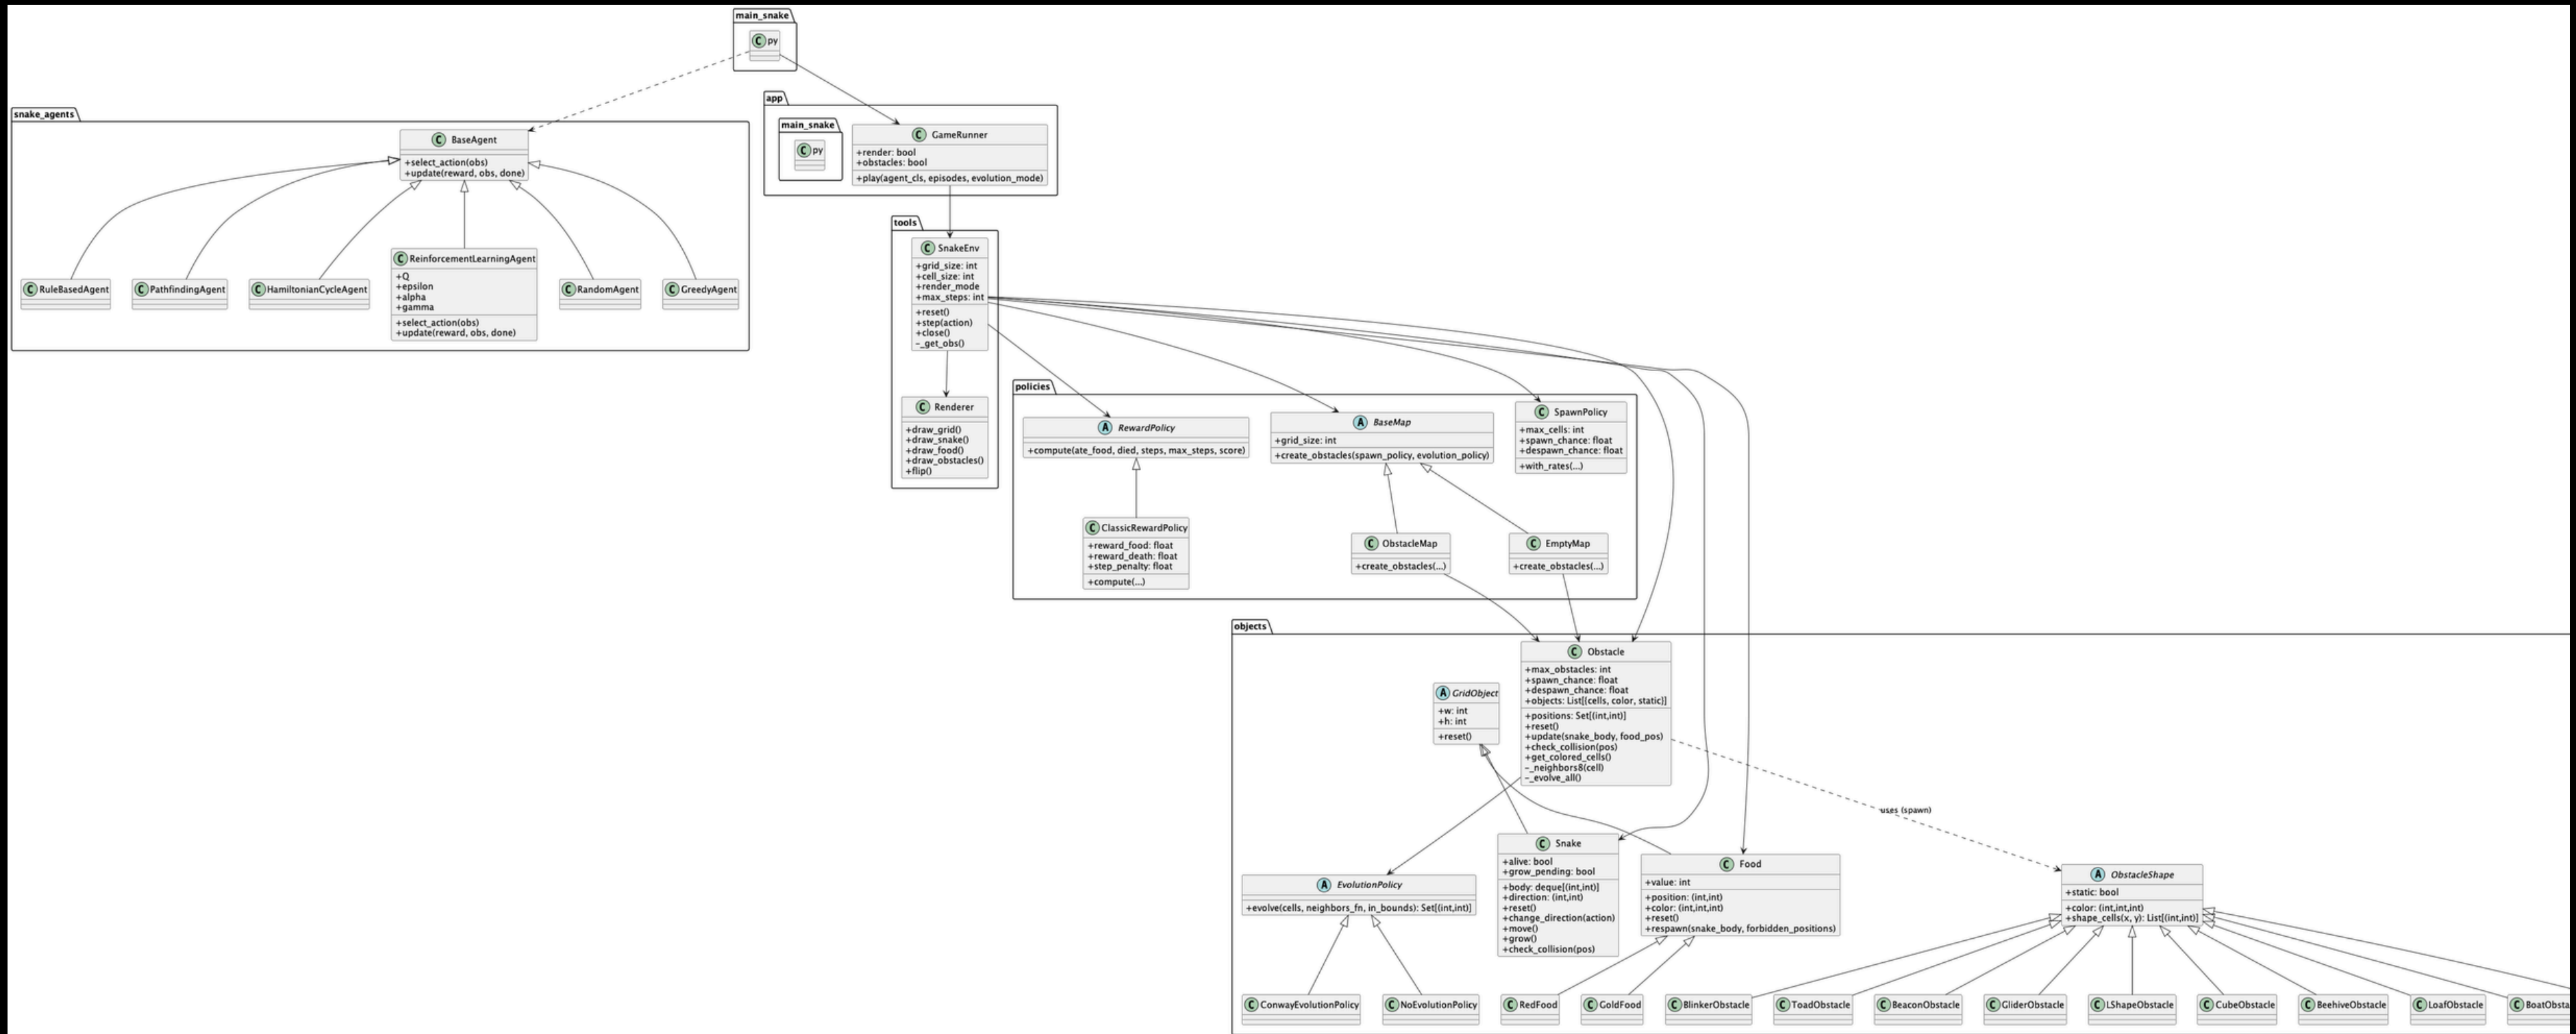 main_snake
C py
snake_agents
C BaseAgent
+select_action(obs)
+update(reward, obs, done)
C RuleBasedAgent
C PathfindingAgent
C HamiltonianCycleAgent
C ReinforcementLearningAgent
+Q
+epsilon
+alpha
+gamma
+select_action(obs)
+update(reward, obs, done)
C RandomAgent
C GreedyAgent
app
main_snake
C py
C GameRunner
+render: bool
+obstacles: bool
+play(agent_cls, episodes, evolution_mode)
tools
C SnakeEnv
+grid_size: int
+cell_size: int
+render_mode
+max_steps: int
+reset()
+step(action)
+close()
-_get_obs()
C Renderer
+draw_grid()
+draw_snake()
+draw_food()
+draw_obstacles()
+flip()
policies
A RewardPolicy
+compute(ate_food, died, steps, max_steps, score)
C ClassicRewardPolicy
+reward_food: float
+reward_death: float
+step_penalty: float
+compute(...)
A BaseMap
+grid_size: int
+create_obstacles(spawn_policy, evolution_policy)
C SpawnPolicy
+max_cells: int
+spawn_chance: float
+despawn_chance: float
+with_rates(...)
C ObstacleMap
+create_obstacles(...)
C EmptyMap
+create_obstacles(...)
objects
C Obstacle
+max_obstacles: int
+spawn_chance: float
+despawn_chance: float
+objects: List[(cells, color, static)]
+positions: Set[(int,int)]
+reset()
+update(snake_body, food_pos)
+check_collision(pos)
+get_colored_cells()
-_neighbors8(cell)
-_evolve_all()
A GridObject
+w: int
+h: int
+reset()
uses (spawn)
A EvolutionPolicy
+evolve(cells, neighbors_fn, in_bounds): Set[(int,int)]
C Snake
+alive: bool
+grow_pending: bool
+body: deque[(int,int)]
+direction: (int,int)
+reset()
+change_direction(action)
+move()
+grow()
+check_collision(pos)
C Food
+value: int
+position: (int,int)
+color: (int,int,int)
+reset()
+respawn(snake_body, forbidden_positions)
A ObstacleShape
+static: bool
+color: (int,int,int)
+shape_cells(x, y): List[(int,int)]
C ConwayEvolutionPolicy
C NoEvolutionPolicy
C RedFood
C GoldFood
C BlinkerObstacle
C ToadObstacle
C BeaconObstacle
C GliderObstacle
C LShapeObstacle
C CubeObstacle
C BeehiveObstacle
C LoafObstacle
C BoatObsta